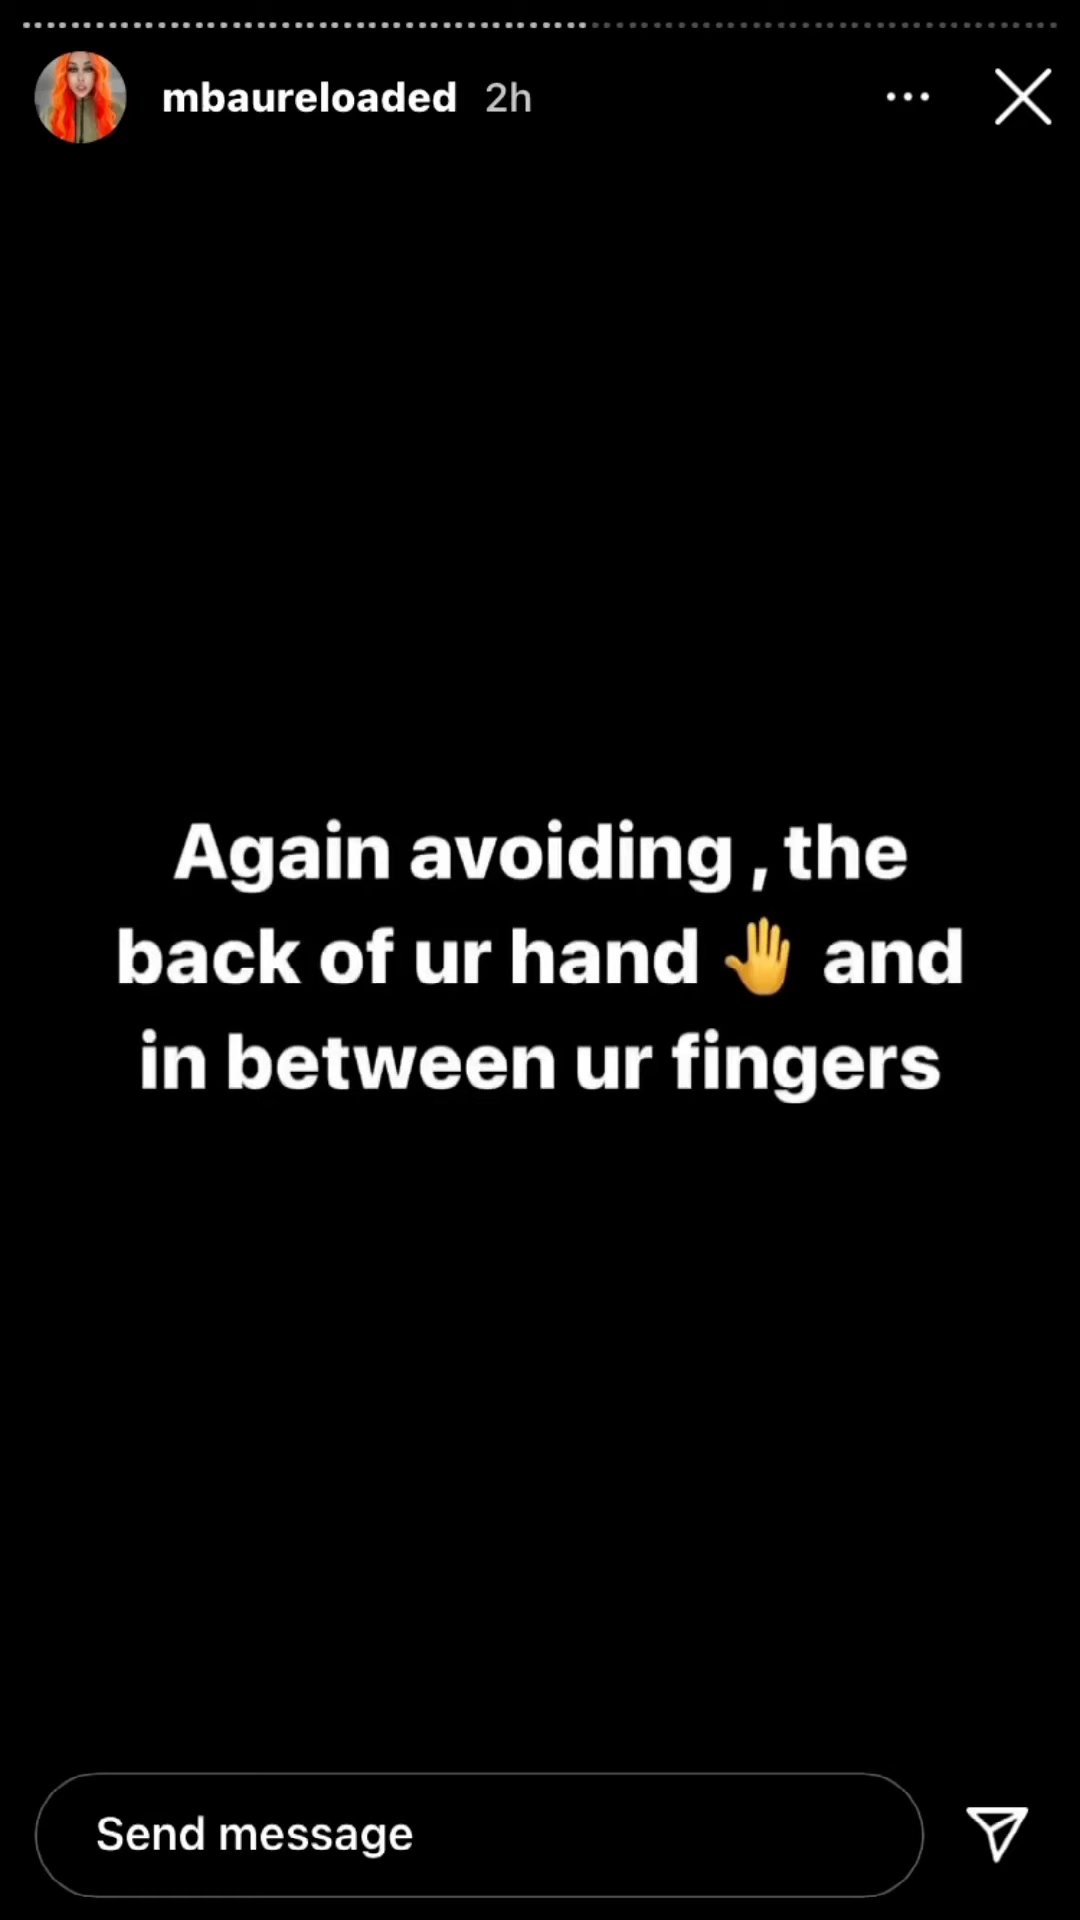 mbaureloaded 2h
Again avoiding , the
back of ur hand 🤚 and
in between ur fingers
Send message